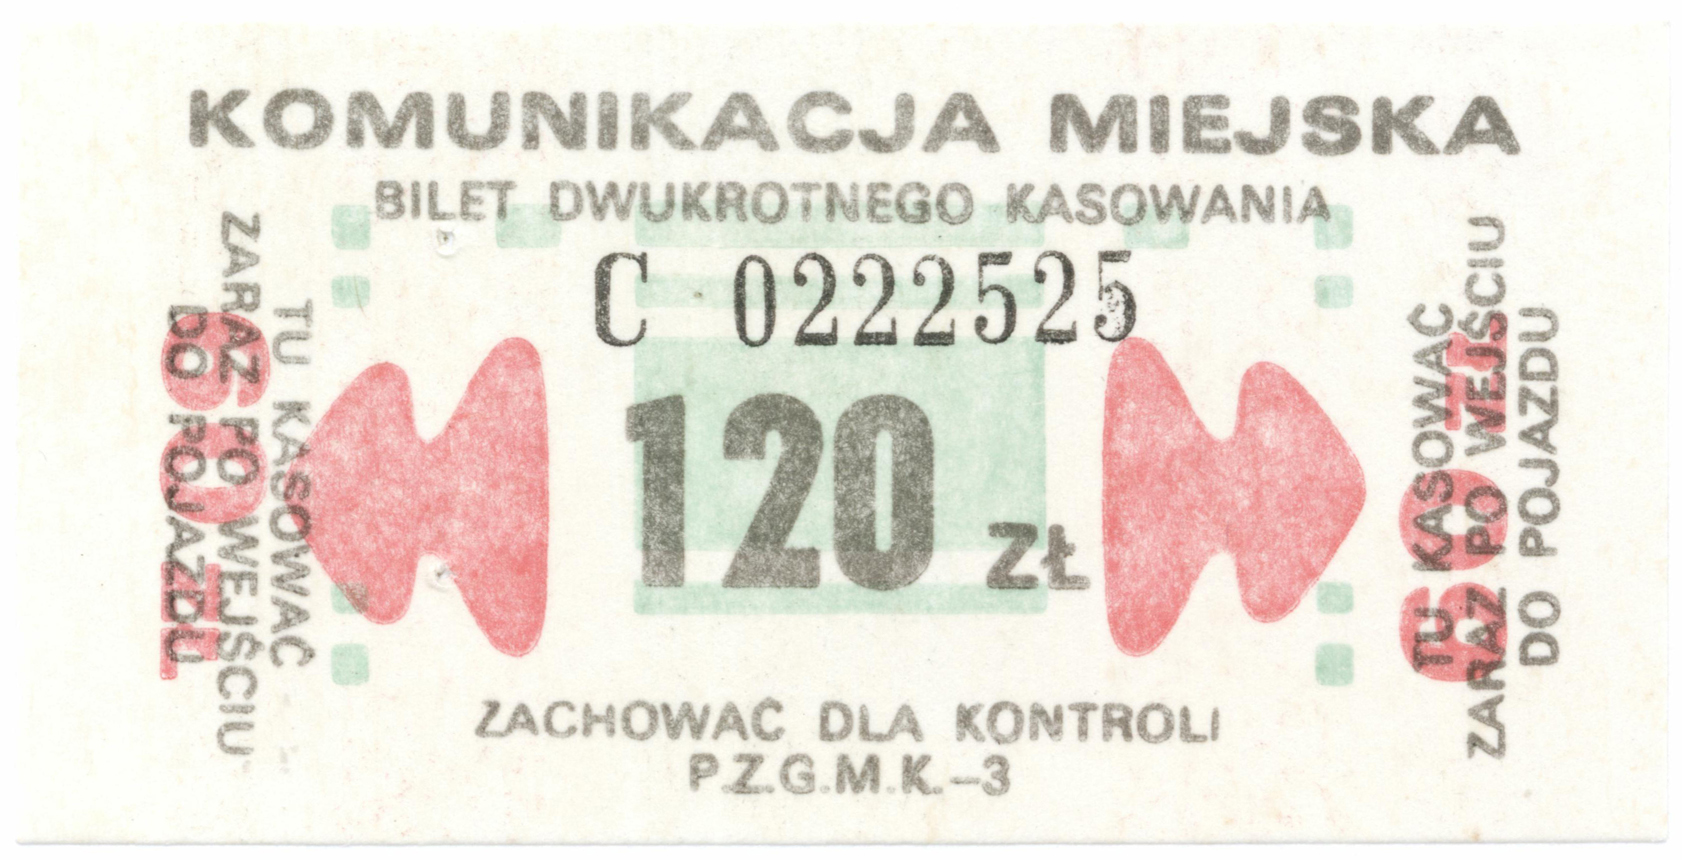 KOMUNIKACJA MIEJSKA
BILET DWUKROTNEGO KASOWANIA
C 0222525
120 ZŁ
ZACHOWAĆ DLA KONTROLI
P.Z.G.M.K.-3
TU KASOWAĆ
ZARAZ PO WEJŚCIU
DO POJAZDU
60 ZŁ
TU KASOWAĆ
ZARAZ PO WEJŚCIU
DO POJAZDU
60 ZŁ